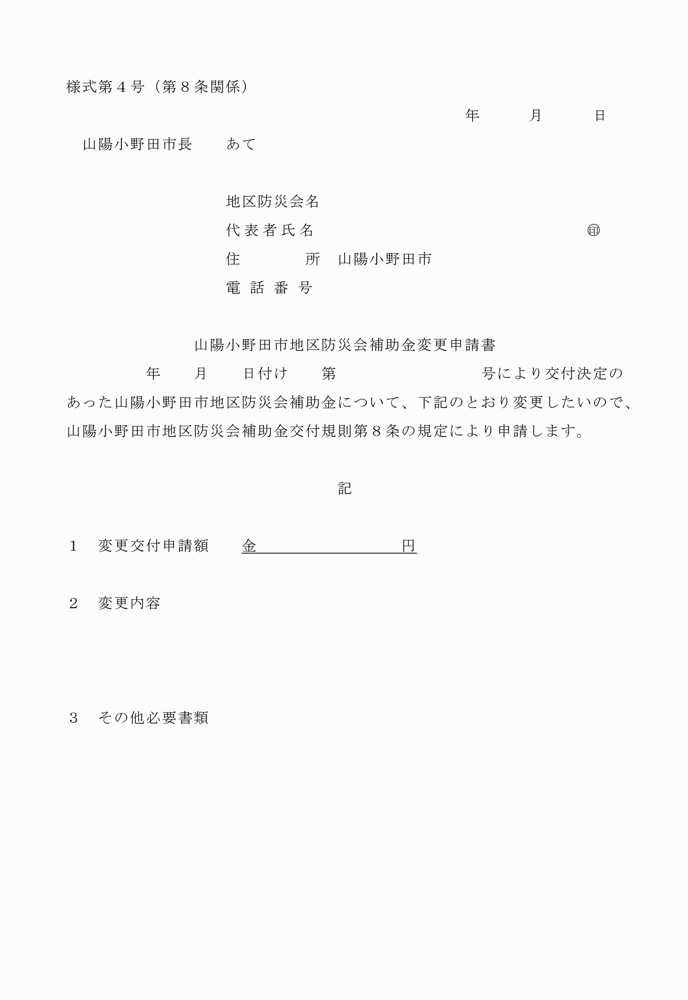 様式第４号（第８条関係）
年　　　月　　　日
山陽小野田市長　　あて
地区防災会名
代表者氏名　　　　　　　　　　　　　　　　　㊞
住　　　　所　山陽小野田市
電話番号
山陽小野田市地区防災会補助金変更申請書
年　　月　　日付け　　第　　　　　　　　　号により交付決定の
あった山陽小野田市地区防災会補助金について、下記のとおり変更したいので、
山陽小野田市地区防災会補助金交付規則第８条の規定により申請します。
記
１　変更交付申請額　　金　　　　　　　　　円
２　変更内容
３　その他必要書類